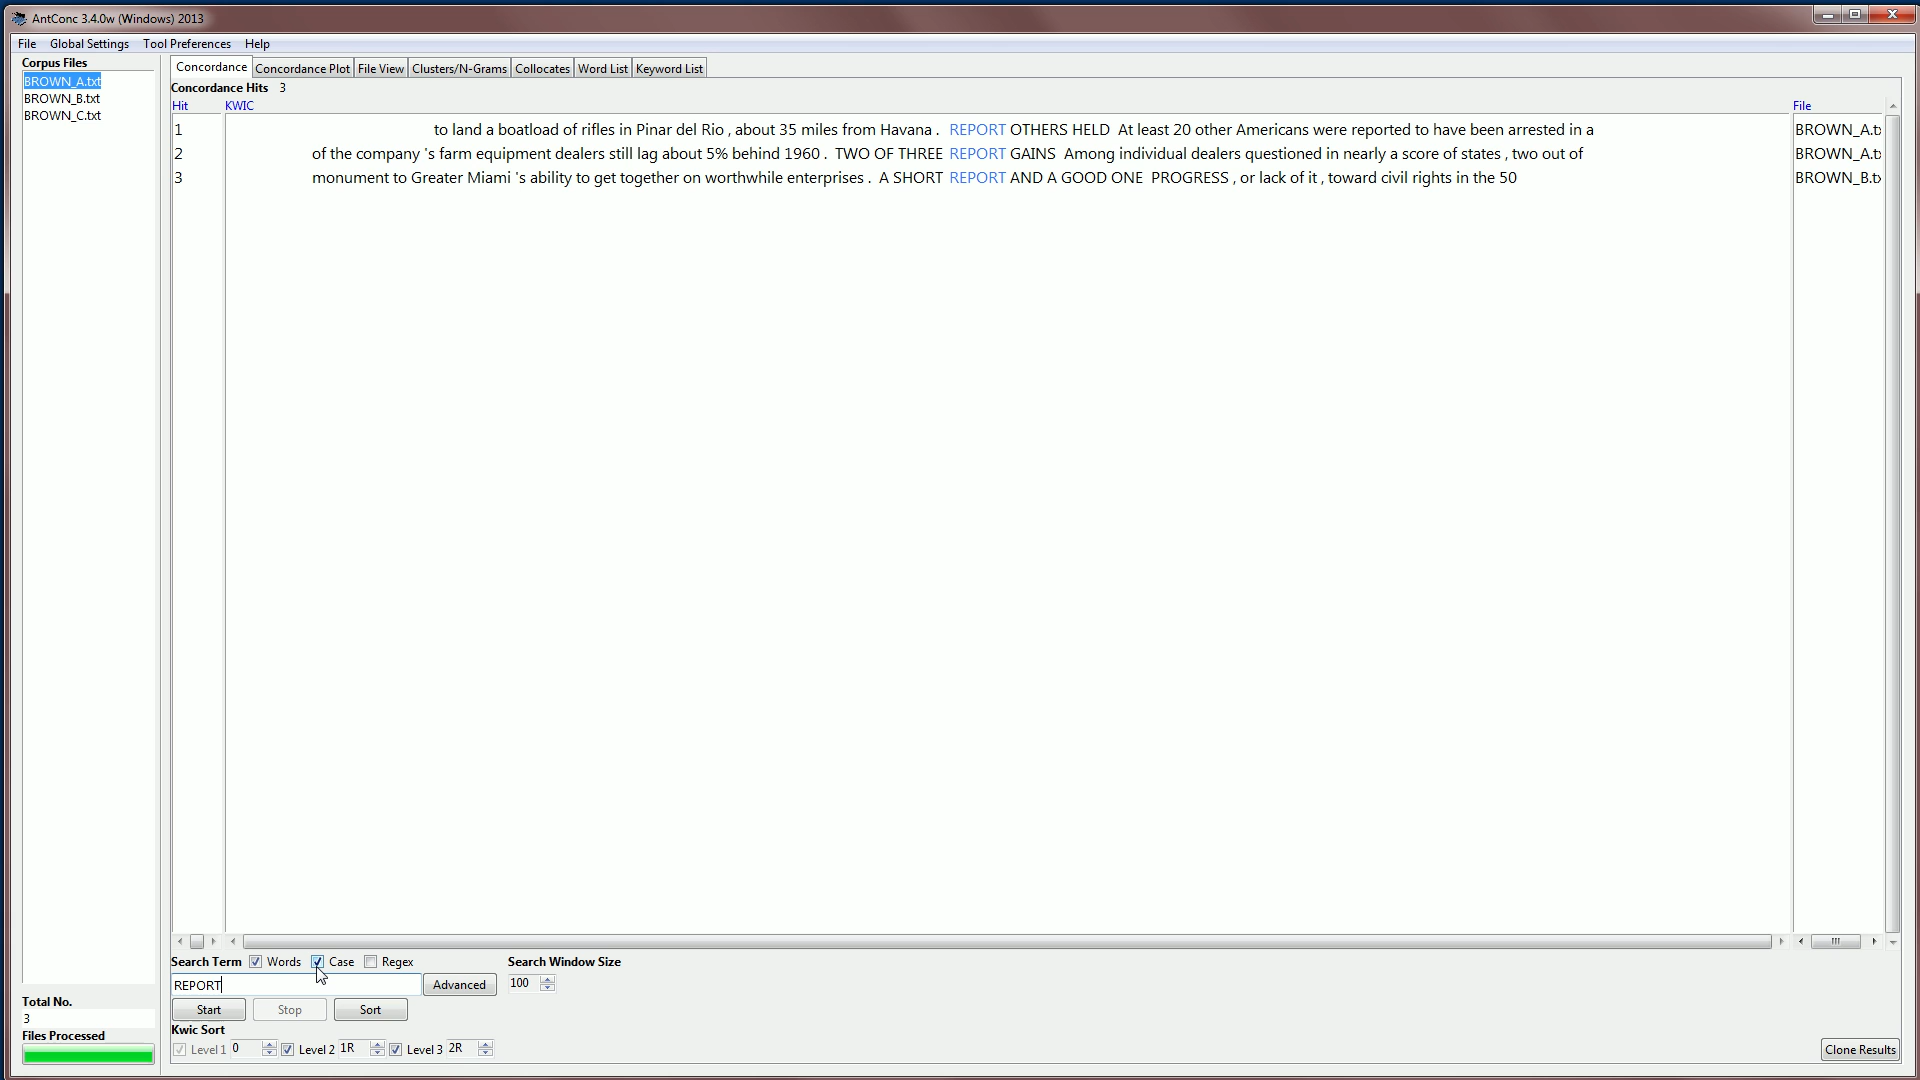 AntConc 3.4.0w (Windows) 2013
File Global Settings Tool Preferences Help
Corpus Files
BROWN_A.txt
BROWN_B.txt
BROWN_C.txt
Concordance Concordance Plot File View Clusters/N-Grams Collocates Word List Keyword List
Concordance Hits 3
Hit KWIC File
1 to land a boatload of rifles in Pinar del Rio , about 35 miles from Havana . REPORT OTHERS HELD At least 20 other Americans were reported to have been arrested in a BROWN_A.t
2 of the company 's farm equipment dealers still lag about 5% behind 1960 . TWO OF THREE REPORT GAINS Among individual dealers questioned in nearly a score of states , two out of BROWN_A.t
3 monument to Greater Miami 's ability to get together on worthwhile enterprises . A SHORT REPORT AND A GOOD ONE PROGRESS , or lack of it , toward civil rights in the 50 BROWN_B.t
Search Term Words Case Regex Search Window Size
REPORT Advanced 100
Start Stop Sort
Kwic Sort
Level 1 0 Level 2 1R Level 3 2R
Total No.
3
Files Processed
Clone Results